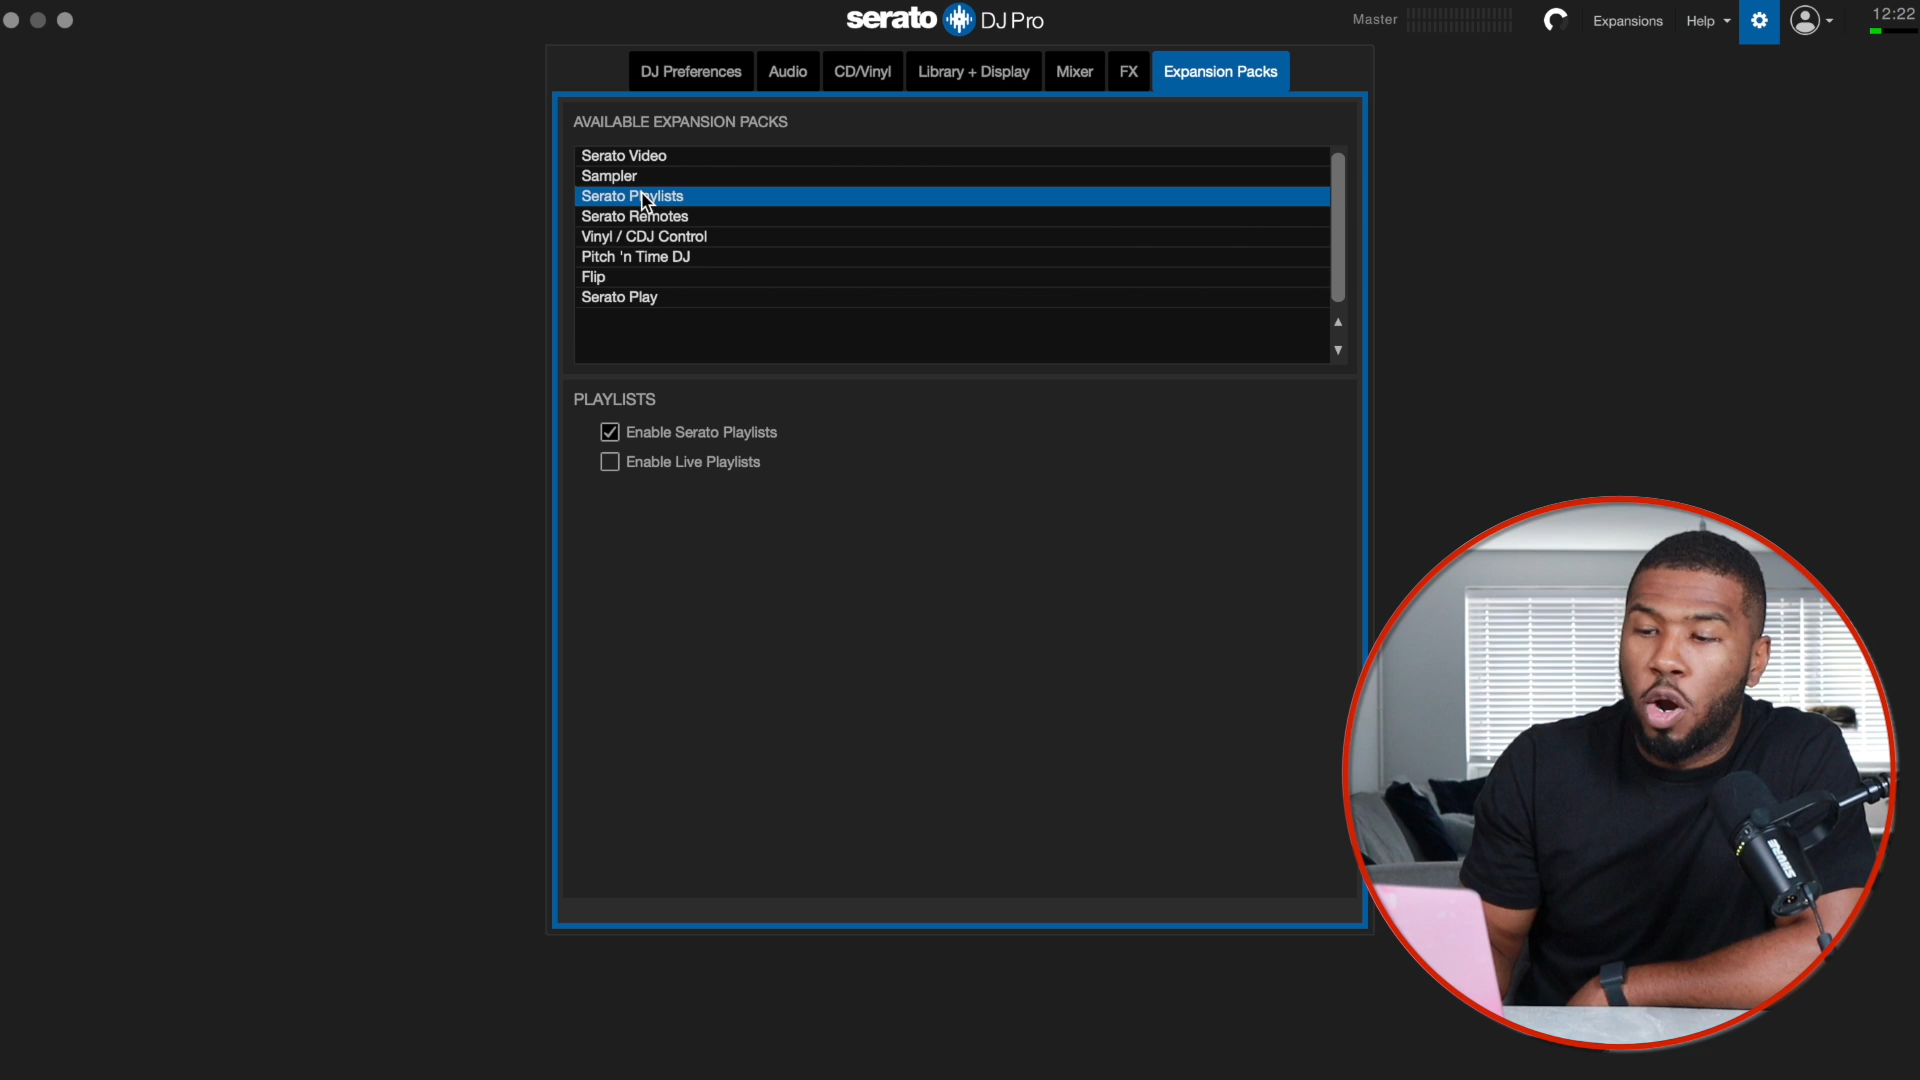 serato DJ Pro
Master
Expansions
Help
12:22
DJ Preferences
Audio
CD/Vinyl
Library + Display
Mixer
FX
Expansion Packs
AVAILABLE EXPANSION PACKS
Serato Video
Sampler
Serato Playlists
Serato Remotes
Vinyl / CDJ Control
Pitch 'n Time DJ
Flip
Serato Play
PLAYLISTS
Enable Serato Playlists
Enable Live Playlists
SHURE